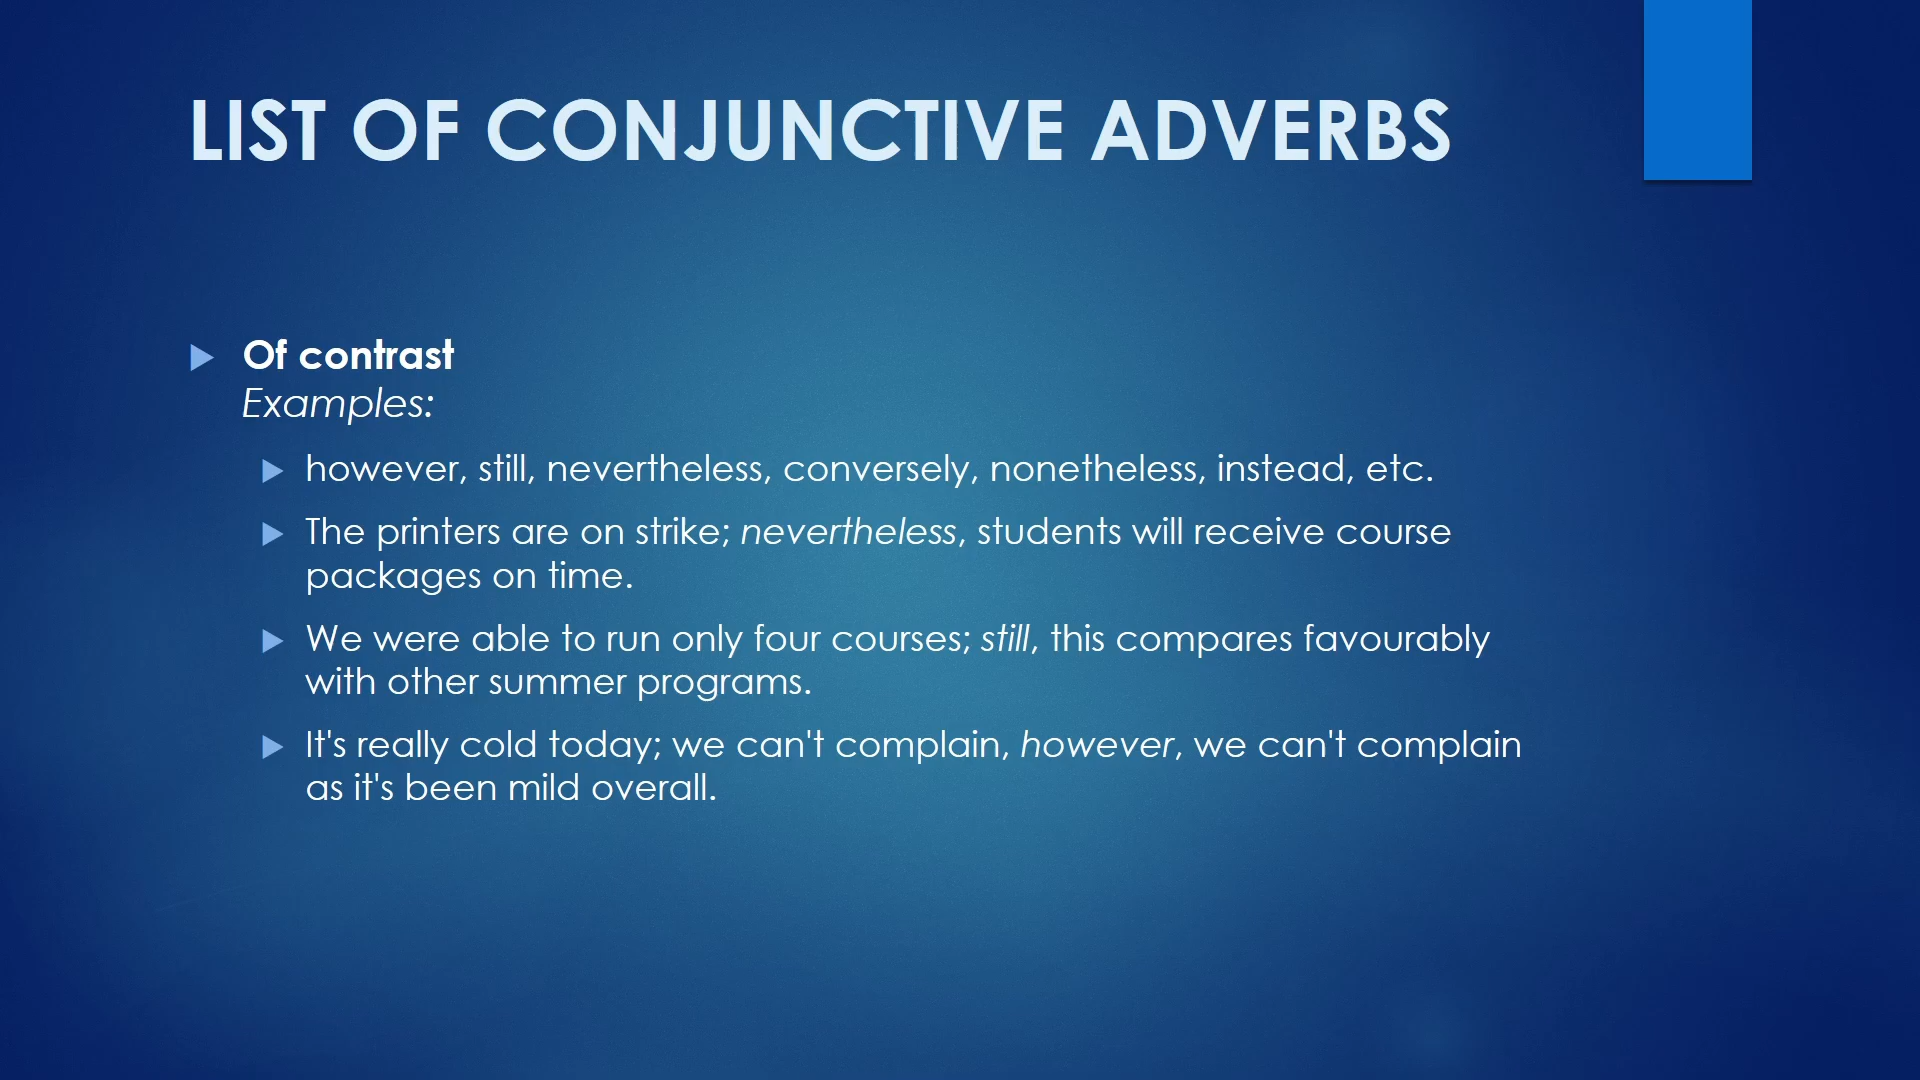 LIST OF CONJUNCTIVE ADVERBS
Of contrast
Examples:
however, still, nevertheless, conversely, nonetheless, instead, etc.
The printers are on strike; nevertheless, students will receive course
packages on time.
We were able to run only four courses; still, this compares favourably
with other summer programs.
It's really cold today; we can't complain, however, we can't complain
as it's been mild overall.